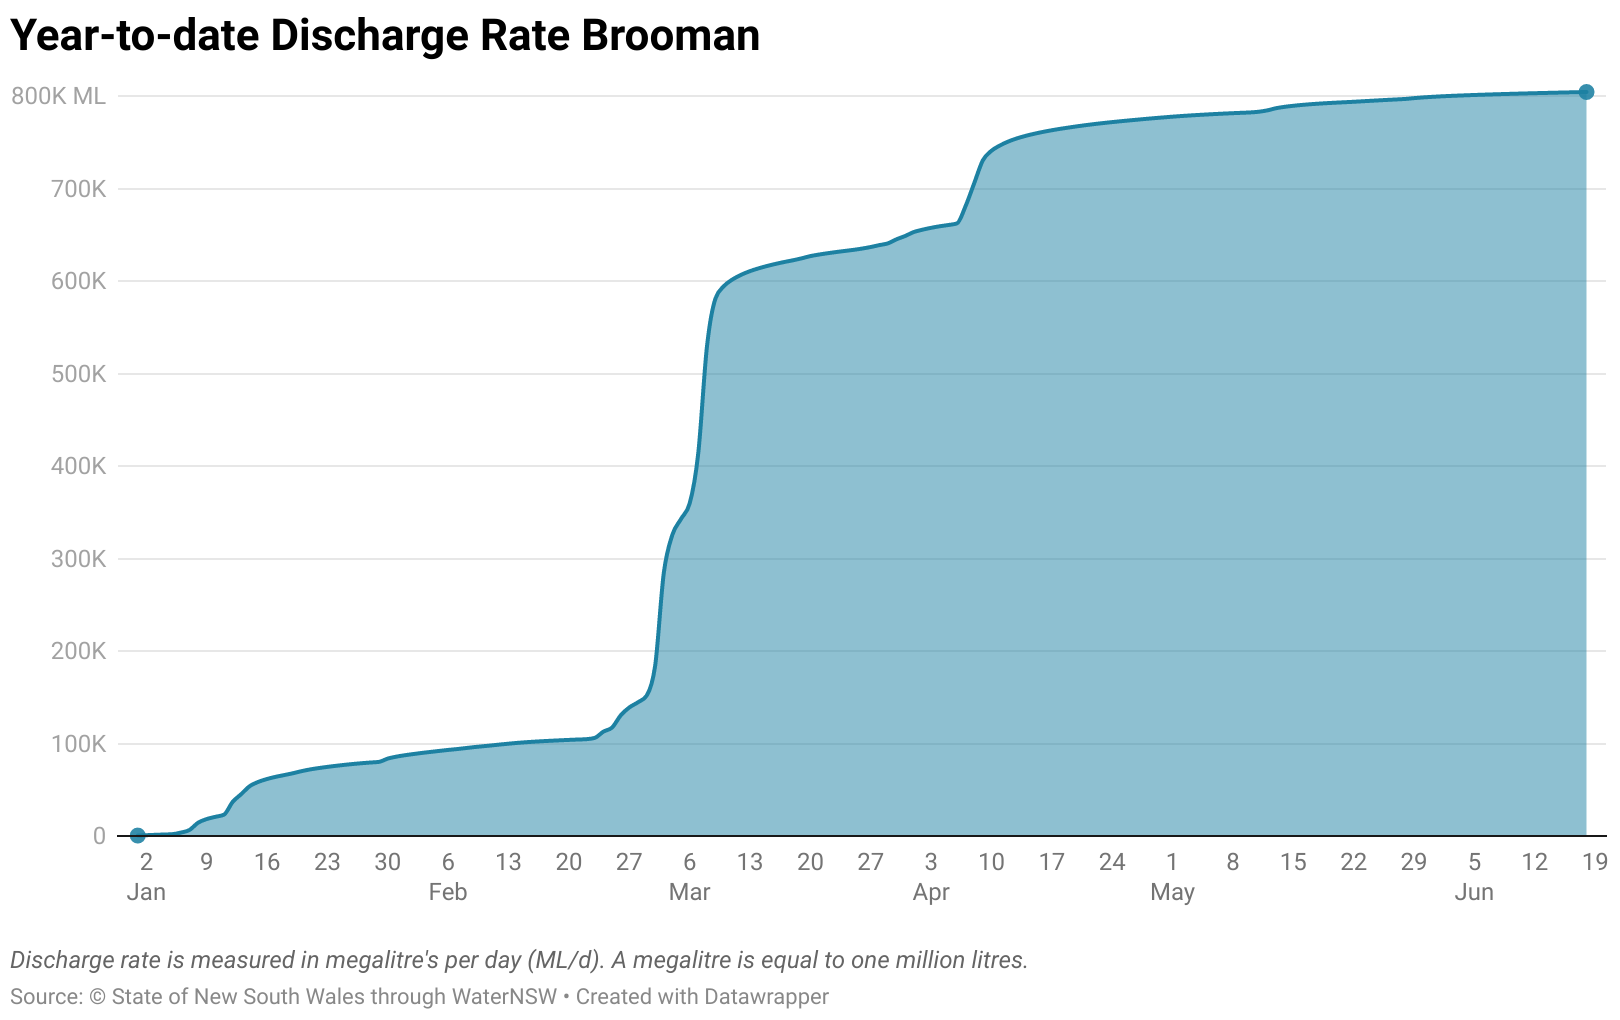 Year-to-date Discharge Rate Brooman
800K ML
700K
600K
500K
400K
300K
200K
100K
0
2 9 16 23 30 6 13 20 27 6 13 20 27 3 10 17 24 1 8 15 22 29 5 12 19
Jan Feb Mar Apr May Jun
Discharge rate is measured in megalitre's per day (ML/d). A megalitre is equal to one million litres.
Source: © State of New South Wales through WaterNSW • Created with Datawrapper